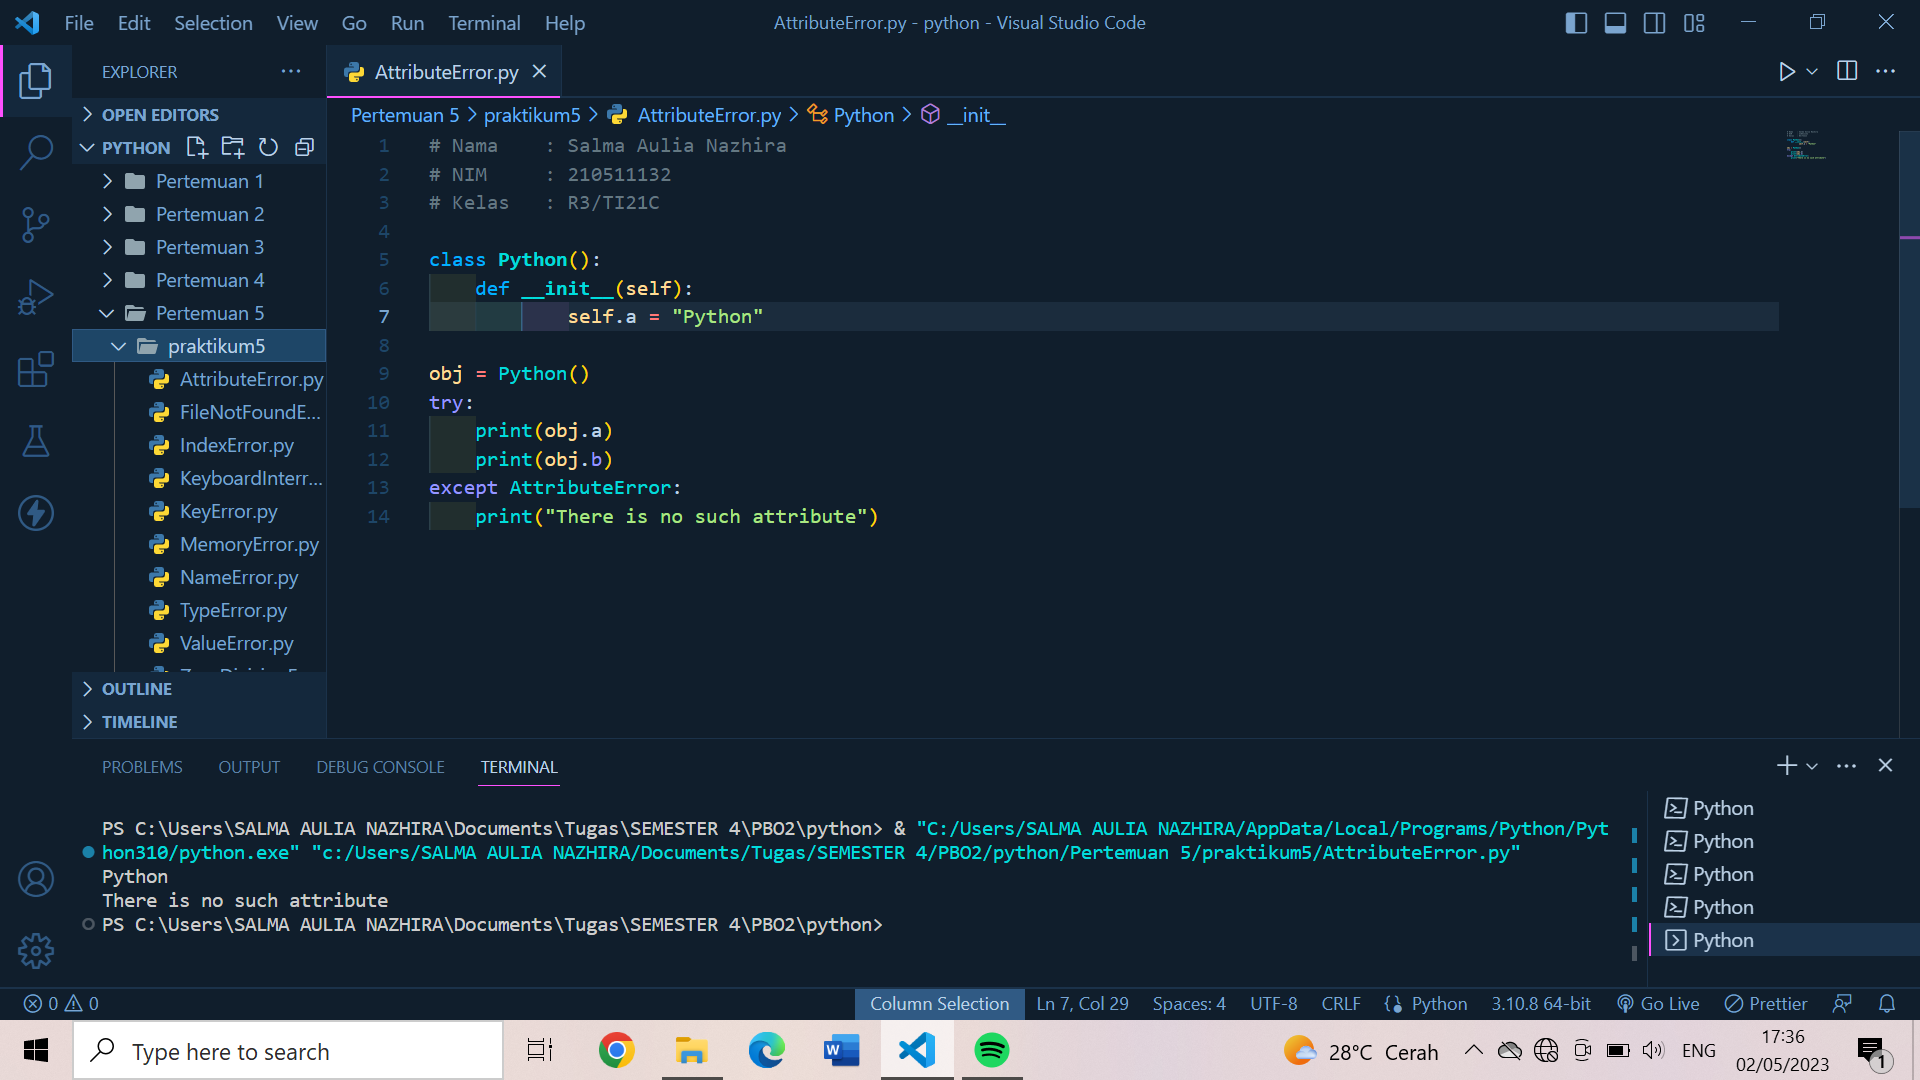 File Edit Selection View Go Run Terminal Help
AttributeError.py - python - Visual Studio Code
EXPLORER
OPEN EDITORS
PYTHON
Pertemuan 1
Pertemuan 2
Pertemuan 3
Pertemuan 4
Pertemuan 5
praktikum5
AttributeError.py
FileNotFoundE...
IndexError.py
KeyboardInterr...
KeyError.py
MemoryError.py
NameError.py
TypeError.py
ValueError.py
OUTLINE
TIMELINE
AttributeError.py
Pertemuan 5 > praktikum5 > AttributeError.py > Python > __init__
1 # Nama    : Salma Aulia Nazhira
2 # NIM     : 210511132
3 # Kelas   : R3/TI21C
4
5 class Python():
6     def __init__(self):
7             self.a = "Python"
8
9 obj = Python()
10 try:
11     print(obj.a)
12     print(obj.b)
13 except AttributeError:
14     print("There is no such attribute")
PROBLEMS OUTPUT DEBUG CONSOLE TERMINAL
PS C:\Users\SALMA AULIA NAZHIRA\Documents\Tugas\SEMESTER 4\PBO2\python> & "C:/Users/SALMA AULIA NAZHIRA/AppData/Local/Programs/Python/Pyt
hon310/python.exe" "c:/Users/SALMA AULIA NAZHIRA/Documents/Tugas/SEMESTER 4/PBO2/python/Pertemuan 5/praktikum5/AttributeError.py"
Python
There is no such attribute
PS C:\Users\SALMA AULIA NAZHIRA\Documents\Tugas\SEMESTER 4\PBO2\python>
Python
Python
Python
Python
Python
0 0 Column Selection Ln 7, Col 29 Spaces: 4 UTF-8 CRLF Python 3.10.8 64-bit Go Live Prettier
Type here to search
28°C Cerah
ENG
17:36
02/05/2023
1